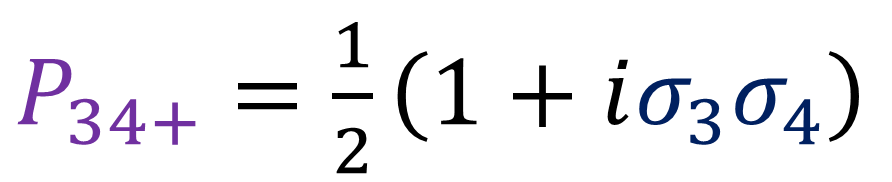 P₃₄₊ = ½(1 + iσ₃σ₄)